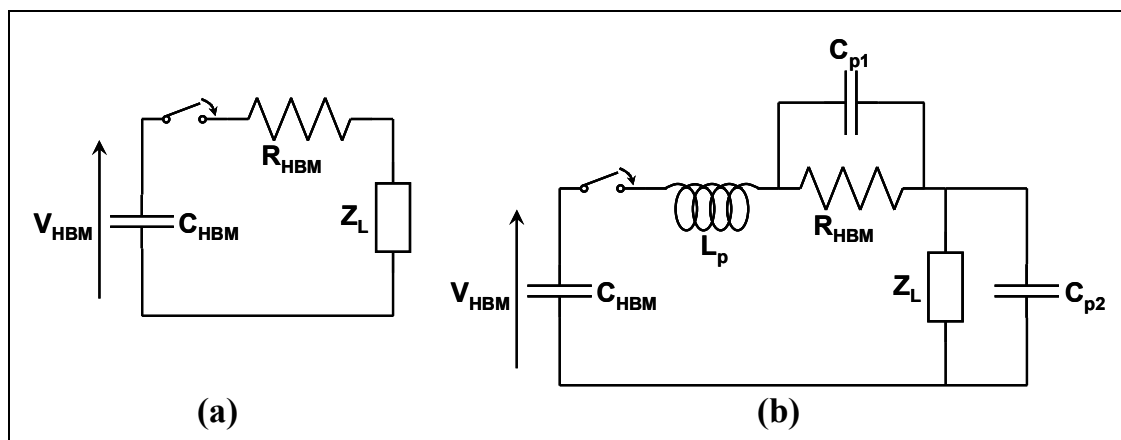 R_HBM
V_HBM
C_HBM
Z_L
(a)
C_p1
R_HBM
L_p
V_HBM
C_HBM
Z_L
C_p2
(b)